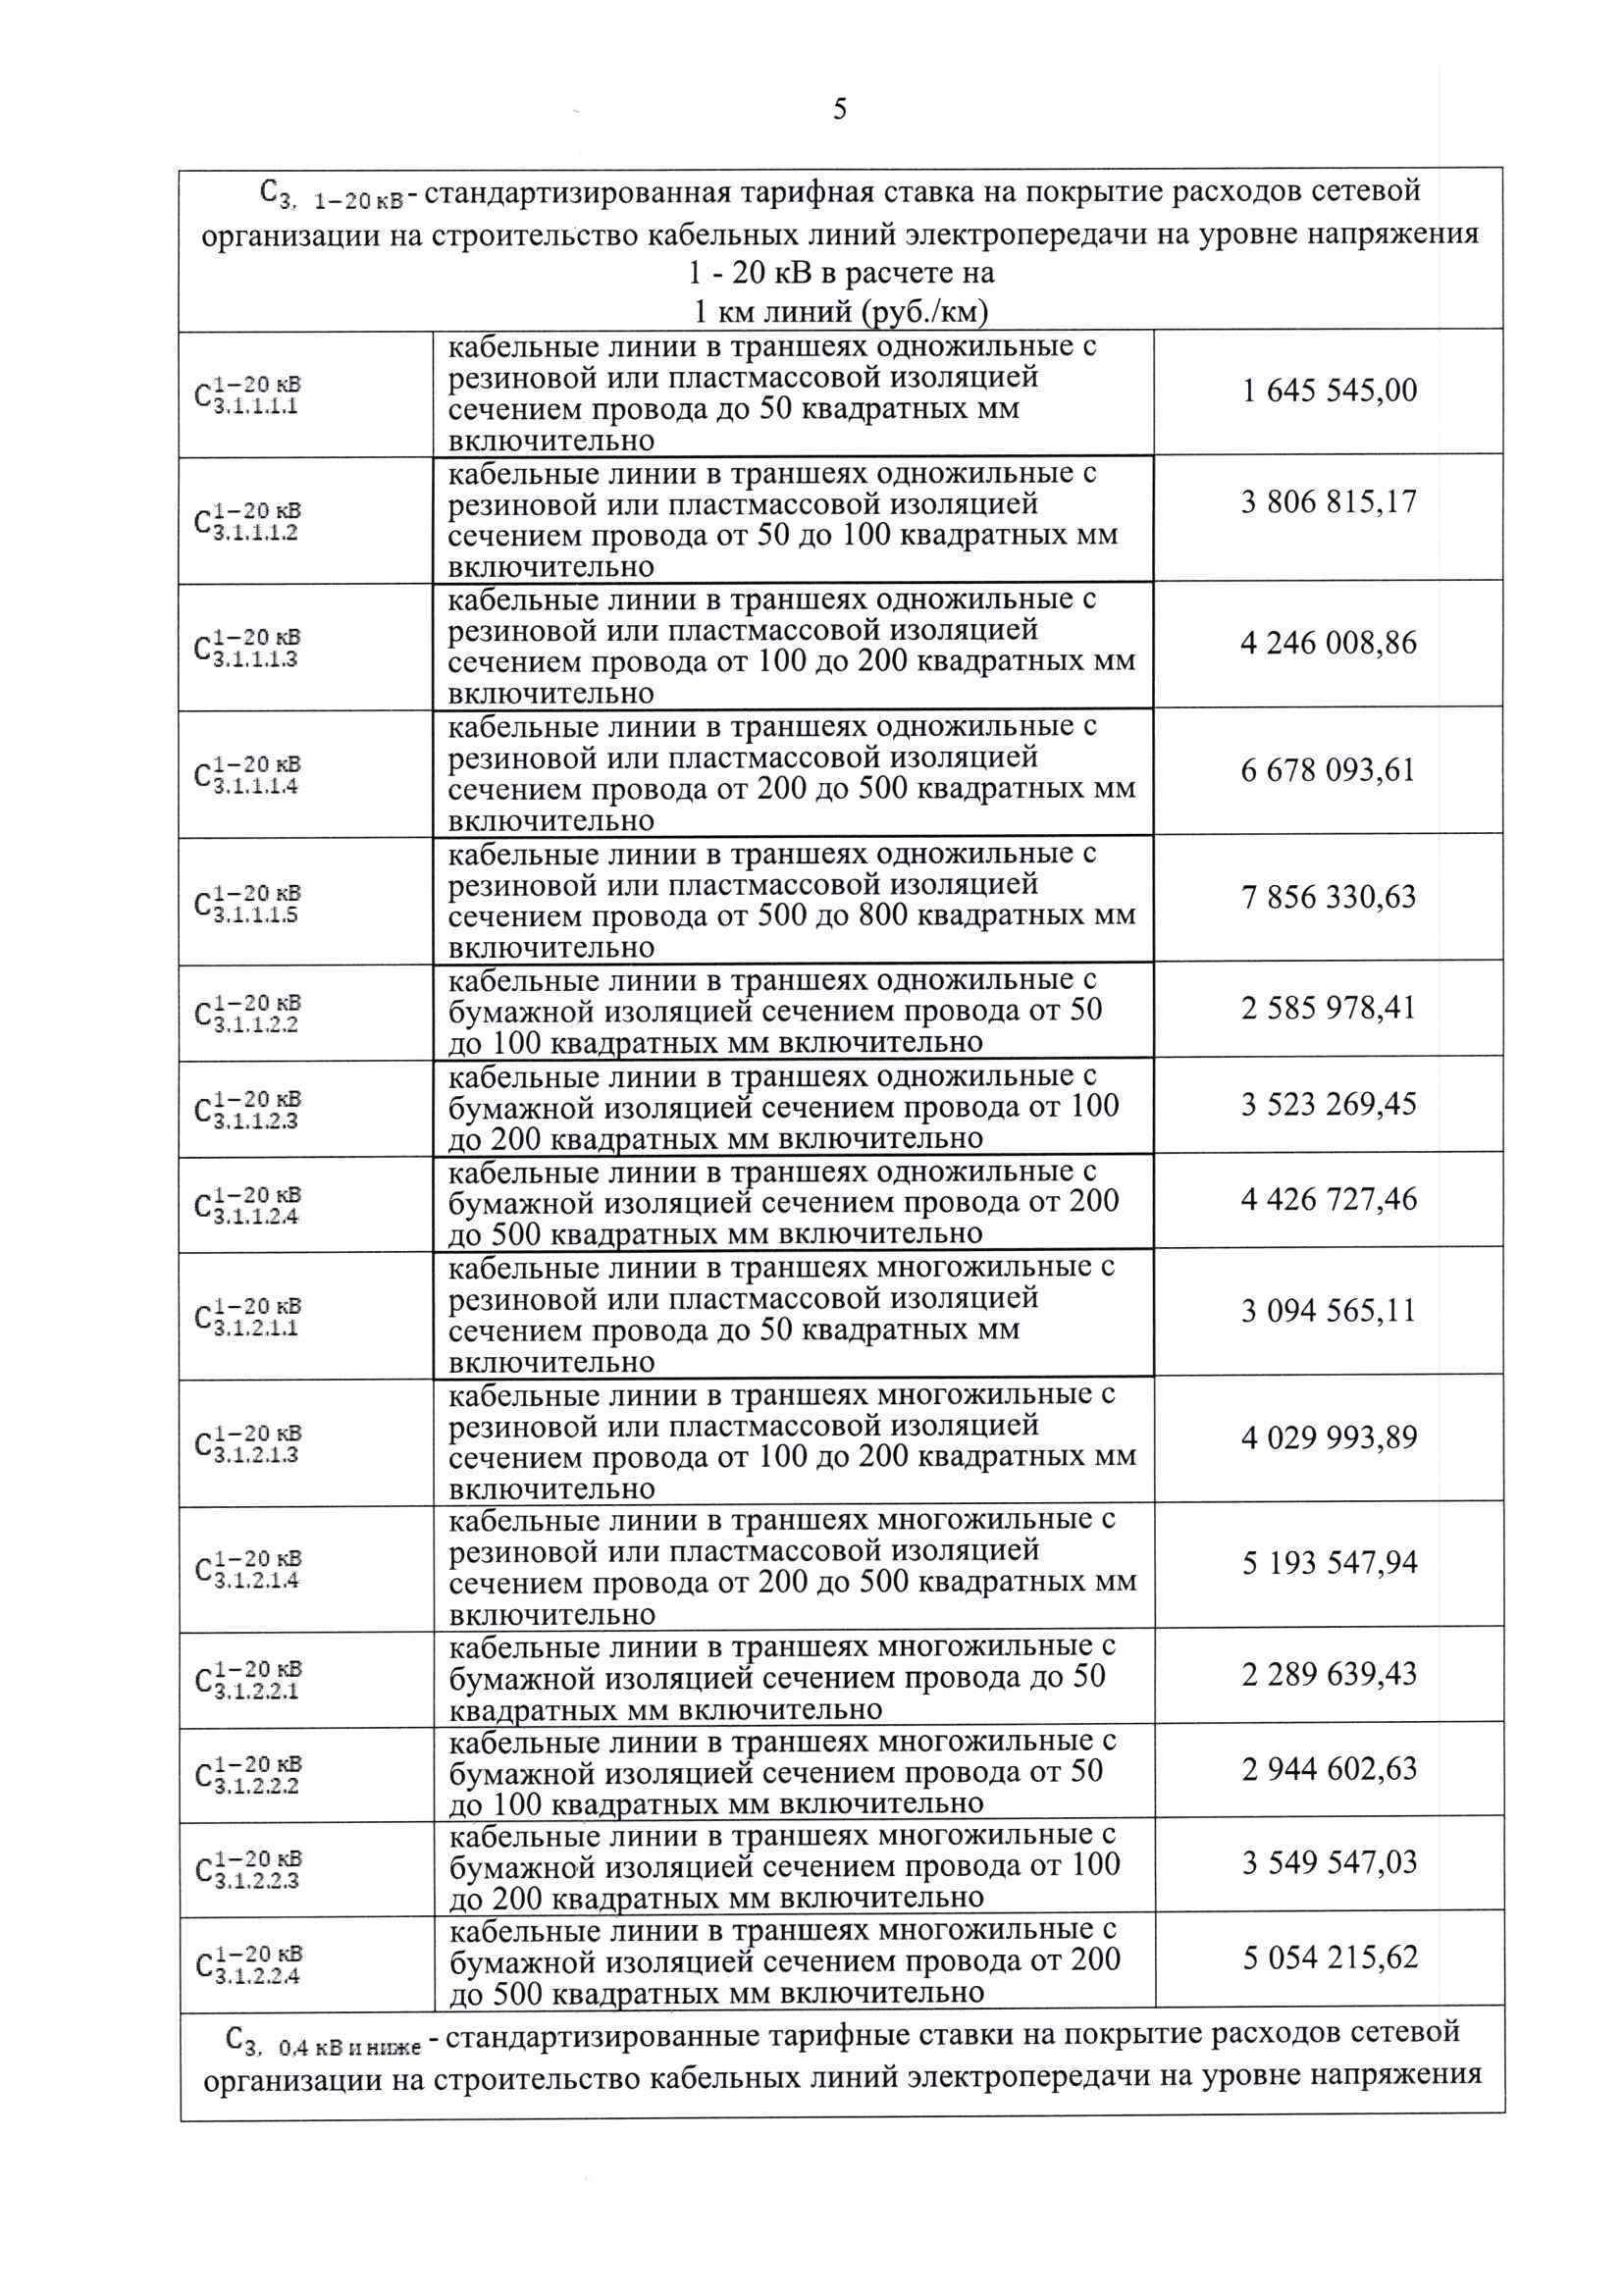 5
С3, 1–20 кВ - стандартизированная тарифная ставка на покрытие расходов сетевой
организации на строительство кабельных линий электропередачи на уровне напряжения
1 - 20 кВ в расчете на
1 км линий (руб./км)
С 1–20 кВ 3.1.1.1.1
кабельные линии в траншеях одножильные с
резиновой или пластмассовой изоляцией
сечением провода до 50 квадратных мм
включительно
1 645 545,00
С 1–20 кВ 3.1.1.1.2
кабельные линии в траншеях одножильные с
резиновой или пластмассовой изоляцией
сечением провода от 50 до 100 квадратных мм
включительно
3 806 815,17
С 1–20 кВ 3.1.1.1.3
кабельные линии в траншеях одножильные с
резиновой или пластмассовой изоляцией
сечением провода от 100 до 200 квадратных мм
включительно
4 246 008,86
С 1–20 кВ 3.1.1.1.4
кабельные линии в траншеях одножильные с
резиновой или пластмассовой изоляцией
сечением провода от 200 до 500 квадратных мм
включительно
6 678 093,61
С 1–20 кВ 3.1.1.1.5
кабельные линии в траншеях одножильные с
резиновой или пластмассовой изоляцией
сечением провода от 500 до 800 квадратных мм
включительно
7 856 330,63
С 1–20 кВ 3.1.1.2.2
кабельные линии в траншеях одножильные с
бумажной изоляцией сечением провода от 50
до 100 квадратных мм включительно
2 585 978,41
С 1–20 кВ 3.1.1.2.3
кабельные линии в траншеях одножильные с
бумажной изоляцией сечением провода от 100
до 200 квадратных мм включительно
3 523 269,45
С 1–20 кВ 3.1.1.2.4
кабельные линии в траншеях одножильные с
бумажной изоляцией сечением провода от 200
до 500 квадратных мм включительно
4 426 727,46
С 1–20 кВ 3.1.2.1.1
кабельные линии в траншеях многожильные с
резиновой или пластмассовой изоляцией
сечением провода до 50 квадратных мм
включительно
3 094 565,11
С 1–20 кВ 3.1.2.1.3
кабельные линии в траншеях многожильные с
резиновой или пластмассовой изоляцией
сечением провода от 100 до 200 квадратных мм
включительно
4 029 993,89
С 1–20 кВ 3.1.2.1.4
кабельные линии в траншеях многожильные с
резиновой или пластмассовой изоляцией
сечением провода от 200 до 500 квадратных мм
включительно
5 193 547,94
С 1–20 кВ 3.1.2.2.1
кабельные линии в траншеях многожильные с
бумажной изоляцией сечением провода до 50
квадратных мм включительно
2 289 639,43
С 1–20 кВ 3.1.2.2.2
кабельные линии в траншеях многожильные с
бумажной изоляцией сечением провода от 50
до 100 квадратных мм включительно
2 944 602,63
С 1–20 кВ 3.1.2.2.3
кабельные линии в траншеях многожильные с
бумажной изоляцией сечением провода от 100
до 200 квадратных мм включительно
3 549 547,03
С 1–20 кВ 3.1.2.2.4
кабельные линии в траншеях многожильные с
бумажной изоляцией сечением провода от 200
до 500 квадратных мм включительно
5 054 215,62
С3, 0,4 кВ и ниже - стандартизированные тарифные ставки на покрытие расходов сетевой
организации на строительство кабельных линий электропередачи на уровне напряжения